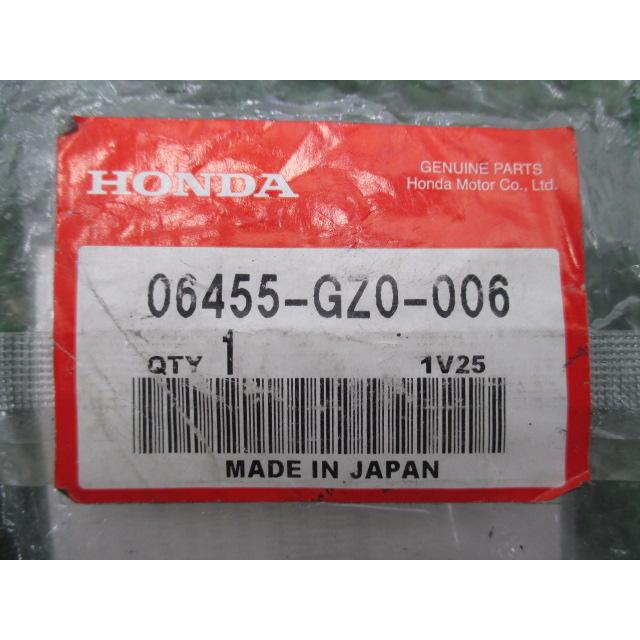 HONDA
GENUINE PARTS
Honda Motor Co., Ltd.
06455-GZ0-006
QTY 1 1V25
MADE IN JAPAN